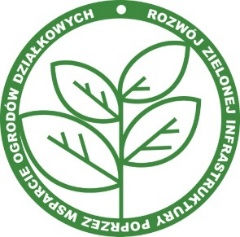 ROZWÓJ ZIELONEJ INFRASTRUKTURY POPRZEZ WSPARCIE OGRODÓW DZIAŁKOWYCH